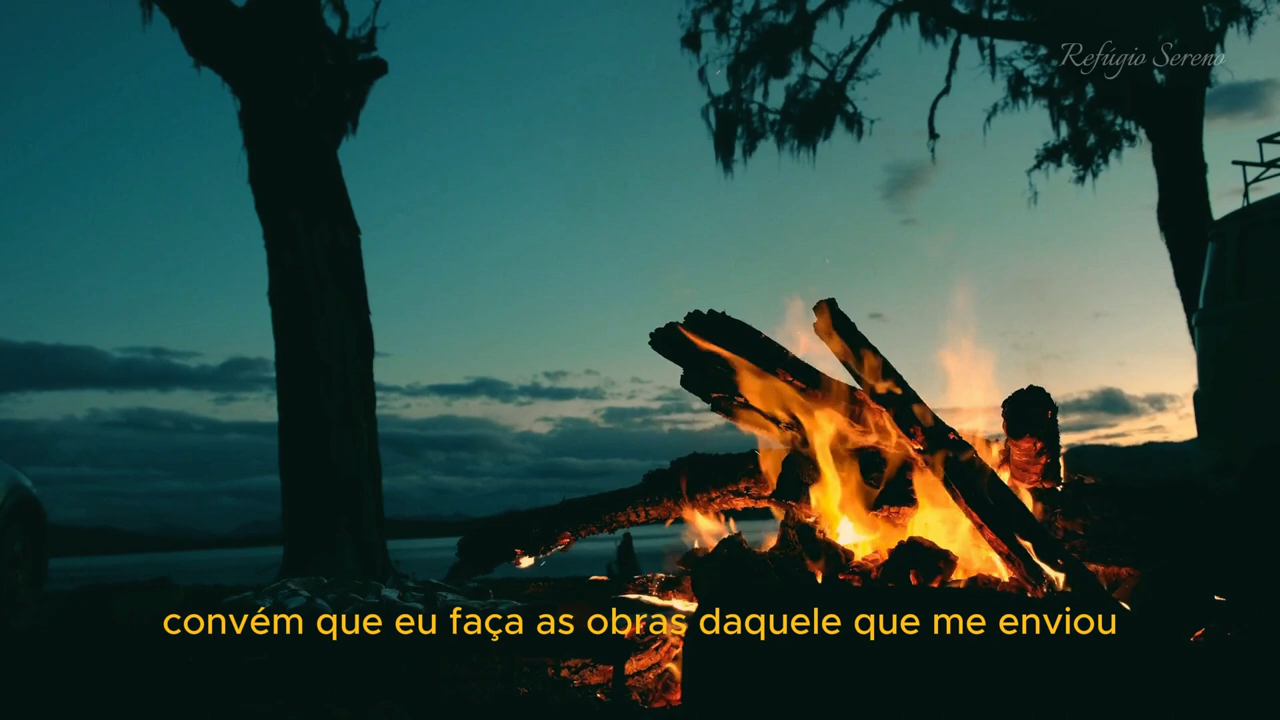 Refúgio Sereno
convém que eu faça as obras daquele que me enviou